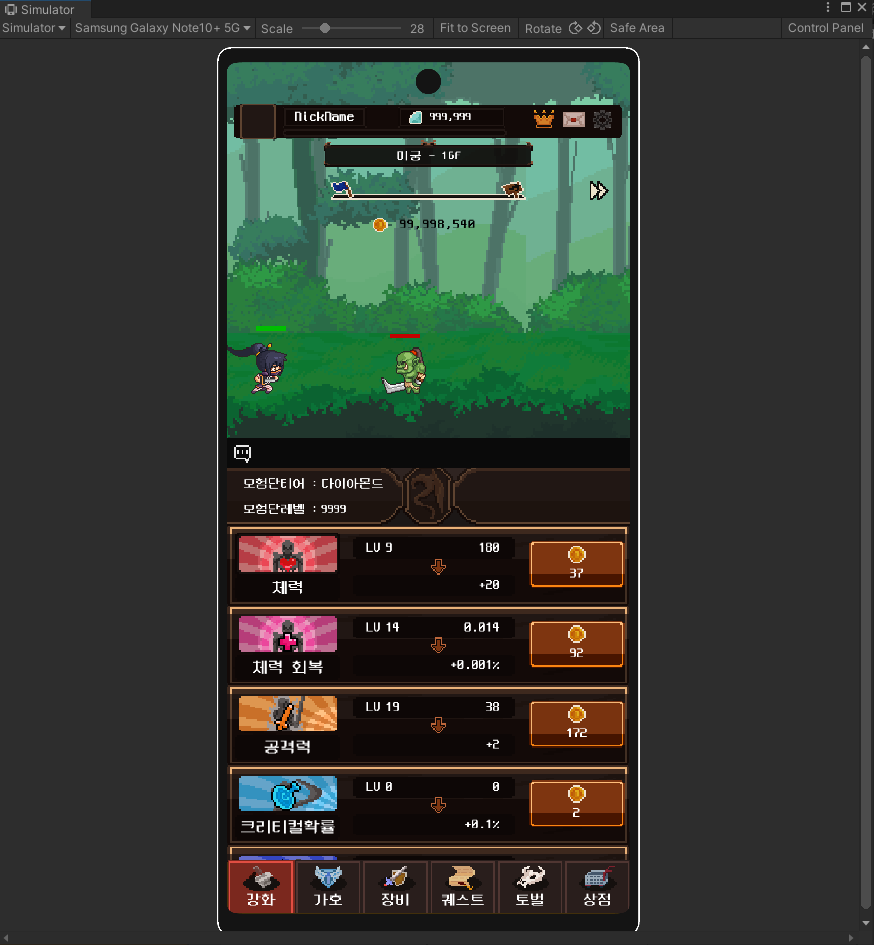 Simulator
Simulator Samsung Galaxy Note10+ 5G Scale 28 Fit to Screen Rotate Safe Area Control Panel
NickName 999,999
미궁 - 16F
99,998,540
모험단티어 : 다이아몬드
모험단레벨 : 9999
LV 9 180
체력
+20
37
LV 14 0.014
체력 회복
+0.001%
92
LV 19 38
공격력
+2
172
LV 0 0
크리티컬확률
+0.1%
2
강화 가호 장비 퀘스트 토벌 상점